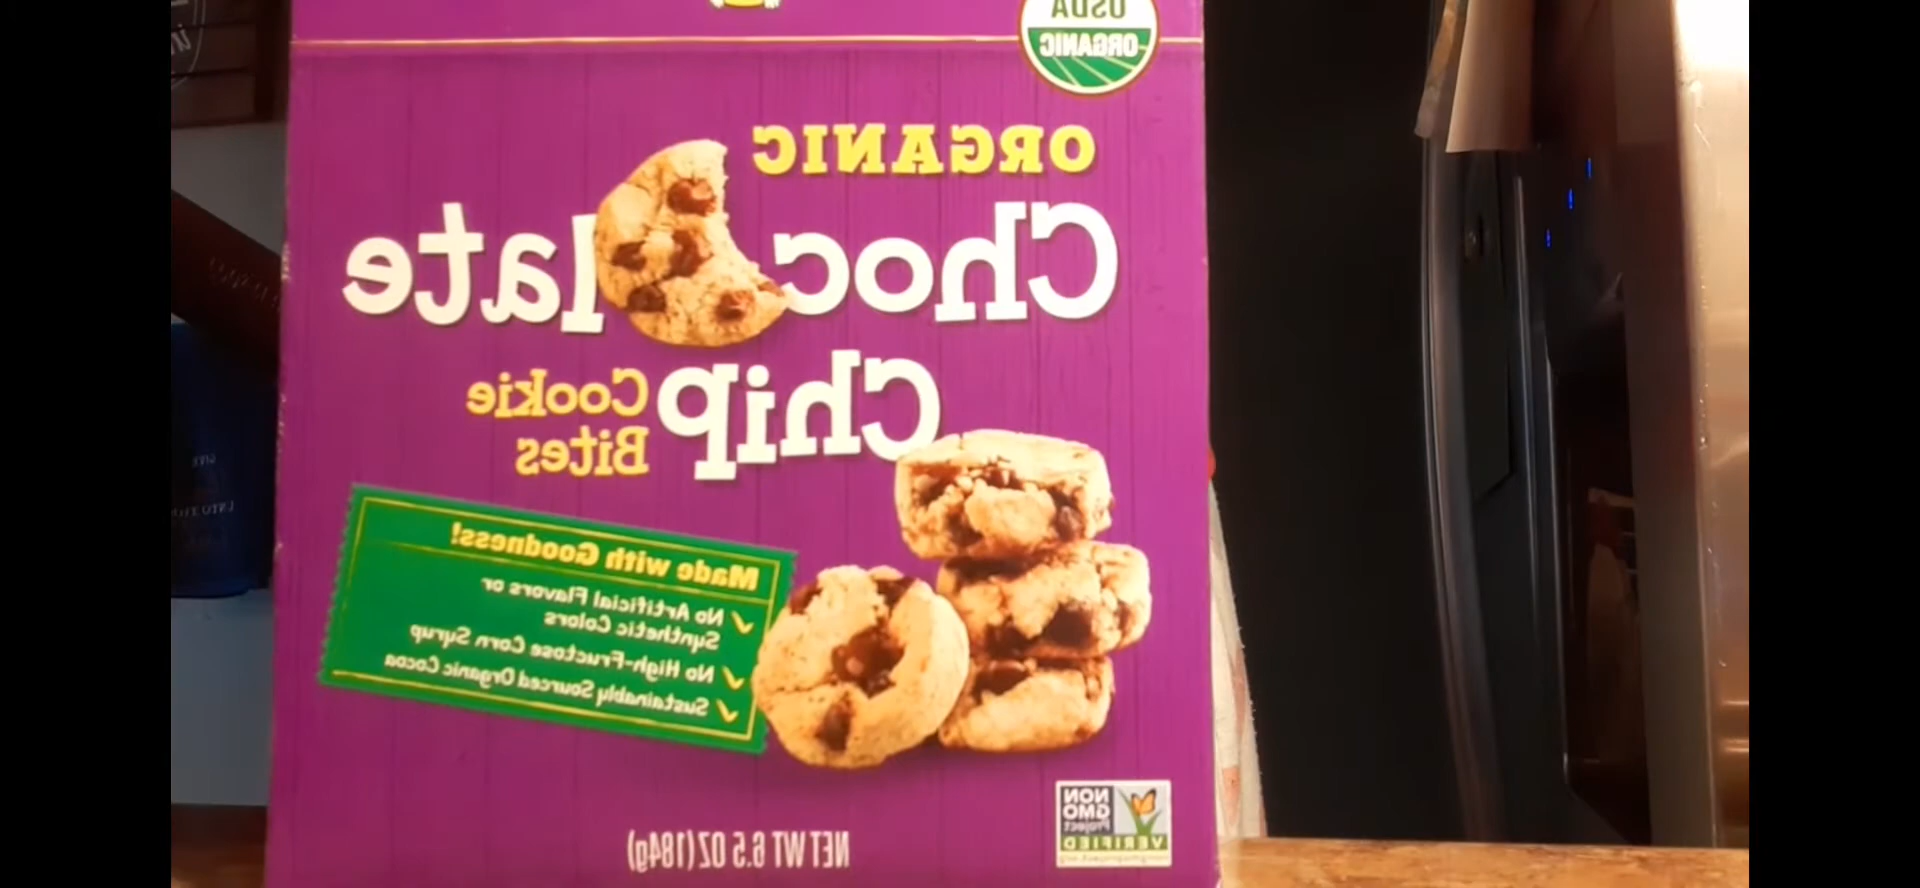 USDA
ORGANIC
ORGANIC
Choc late
Chip Cookie
Bites
Made with Goodness!
✓ No Artificial Flavors or
Synthetic Colors
✓ No High-Fructose Corn Syrup
✓ Sustainably Sourced Organic Cocoa
NON
GMO
Project
VERIFIED
NET WT 6.5 OZ (184g)